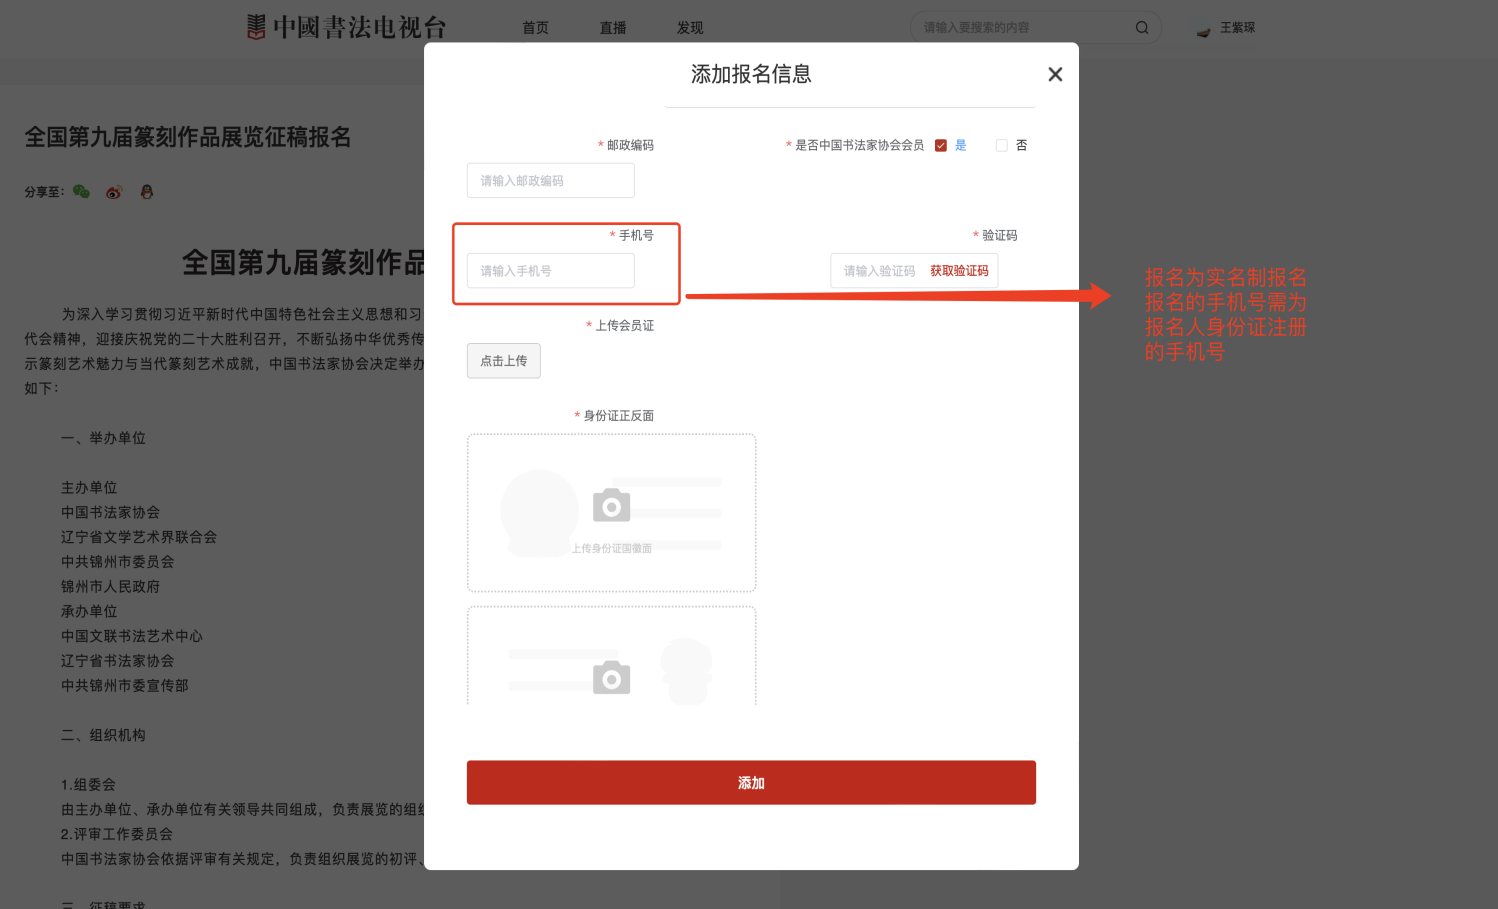 中國書法电视台
首页
直播
发现
请输入要搜索的内容
王紫琛
添加报名信息
全国第九届篆刻作品展览征稿报名
* 邮政编码
* 是否中国书法家协会会员
是
否
请输入邮政编码
分享至：
* 手机号
* 验证码
请输入手机号
请输入验证码
获取验证码
报名为实名制报名
报名的手机号需为
报名人身份证注册
的手机号
* 上传会员证
点击上传
* 身份证正反面
上传身份证国徽面
添加
全国第九届篆刻作品
为深入学习贯彻习近平新时代中国特色社会主义思想和习
代会精神，迎接庆祝党的二十大胜利召开，不断弘扬中华优秀传
示篆刻艺术魅力与当代篆刻艺术成就，中国书法家协会决定举办
如下：
一、举办单位
主办单位
中国书法家协会
辽宁省文学艺术界联合会
中共锦州市委员会
锦州市人民政府
承办单位
中国文联书法艺术中心
辽宁省书法家协会
中共锦州市委宣传部
二、组织机构
1.组委会
由主办单位、承办单位有关领导共同组成，负责展览的组织
2.评审工作委员会
中国书法家协会依据评审有关规定，负责组织展览的初评、
三、征稿要求